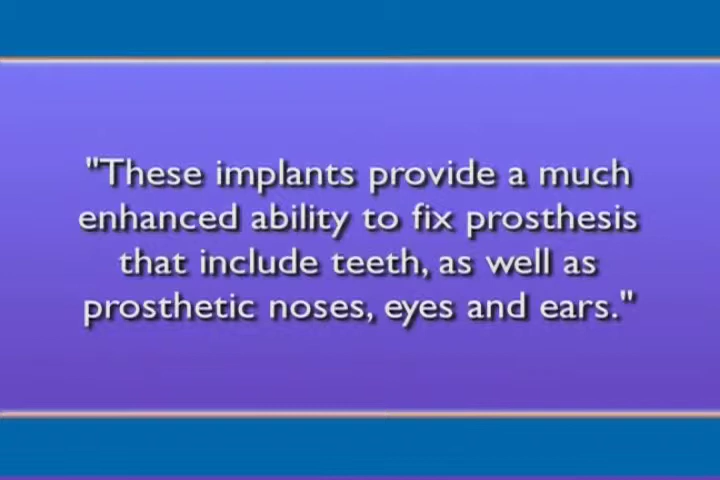 "These implants provide a much
enhanced ability to fix prosthesis
that include teeth, as well as
prosthetic noses, eyes and ears."